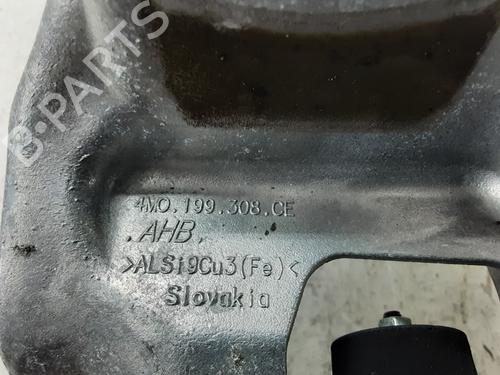 B-PARTS
4M0.199.308.CE
.AHB.
>ALSi9Cu3(Fe)<
Slovakia